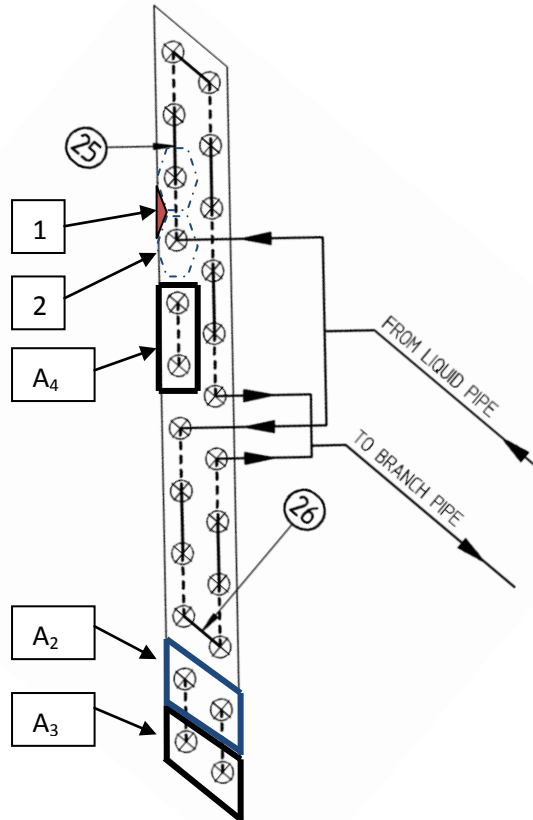 25
1
2
A₄
FROM LIQUID PIPE
TO BRANCH PIPE
26
A₂
A₃